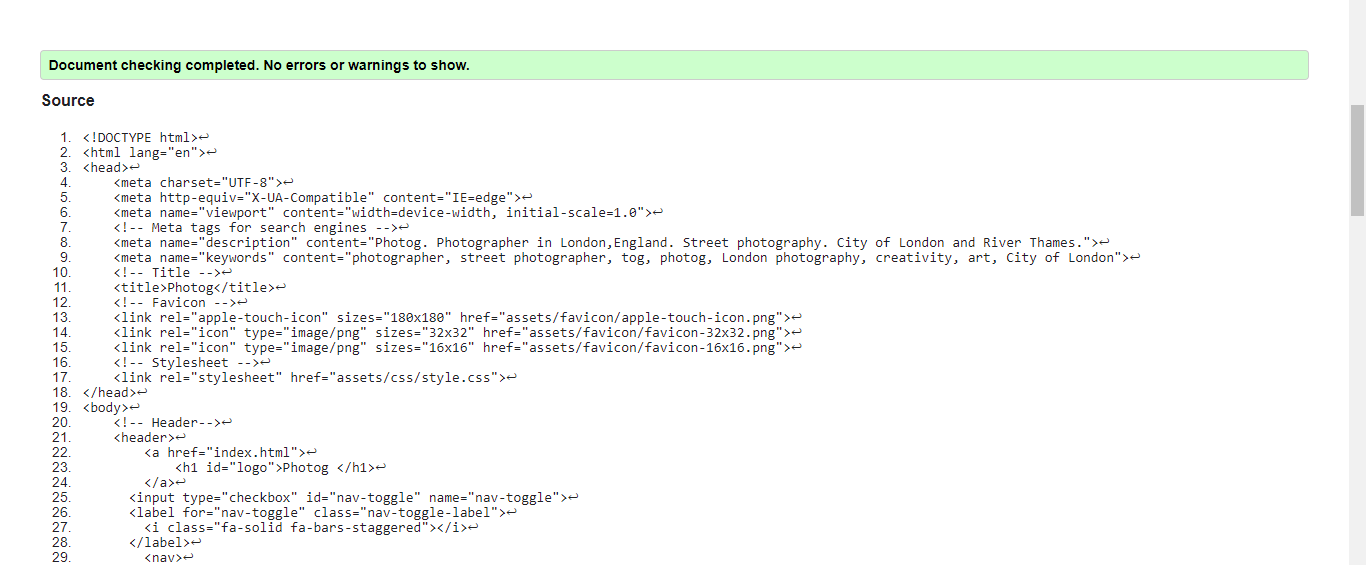 Document checking completed. No errors or warnings to show.
Source
1. <!DOCTYPE html>↩
2. <html lang="en">↩
3. <head>↩
4.     <meta charset="UTF-8">↩
5.     <meta http-equiv="X-UA-Compatible" content="IE=edge">↩
6.     <meta name="viewport" content="width=device-width, initial-scale=1.0">↩
7.     <!-- Meta tags for search engines -->↩
8.     <meta name="description" content="Photog. Photographer in London,England. Street photography. City of London and River Thames.">↩
9.     <meta name="keywords" content="photographer, street photographer, tog, photog, London photography, creativity, art, City of London">↩
10.     <!-- Title -->↩
11.     <title>Photog</title>↩
12.     <!-- Favicon -->↩
13.     <link rel="apple-touch-icon" sizes="180x180" href="assets/favicon/apple-touch-icon.png">↩
14.     <link rel="icon" type="image/png" sizes="32x32" href="assets/favicon/favicon-32x32.png">↩
15.     <link rel="icon" type="image/png" sizes="16x16" href="assets/favicon/favicon-16x16.png">↩
16.     <!-- Stylesheet -->↩
17.     <link rel="stylesheet" href="assets/css/style.css">↩
18. </head>↩
19. <body>↩
20.     <!-- Header-->↩
21.     <header>↩
22.         <a href="index.html">↩
23.             <h1 id="logo">Photog </h1>↩
24.         </a>↩
25.       <input type="checkbox" id="nav-toggle" name="nav-toggle">↩
26.       <label for="nav-toggle" class="nav-toggle-label">↩
27.         <i class="fa-solid fa-bars-staggered"></i>↩
28.       </label>↩
29.         <nav>↩